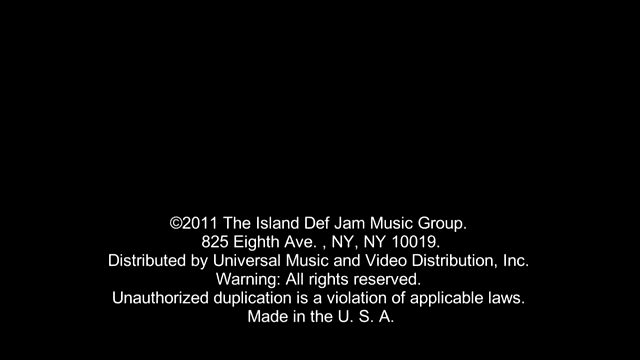 ©2011 The Island Def Jam Music Group.
825 Eighth Ave. , NY, NY 10019.
Distributed by Universal Music and Video Distribution, Inc.
Warning: All rights reserved.
Unauthorized duplication is a violation of applicable laws.
Made in the U. S. A.